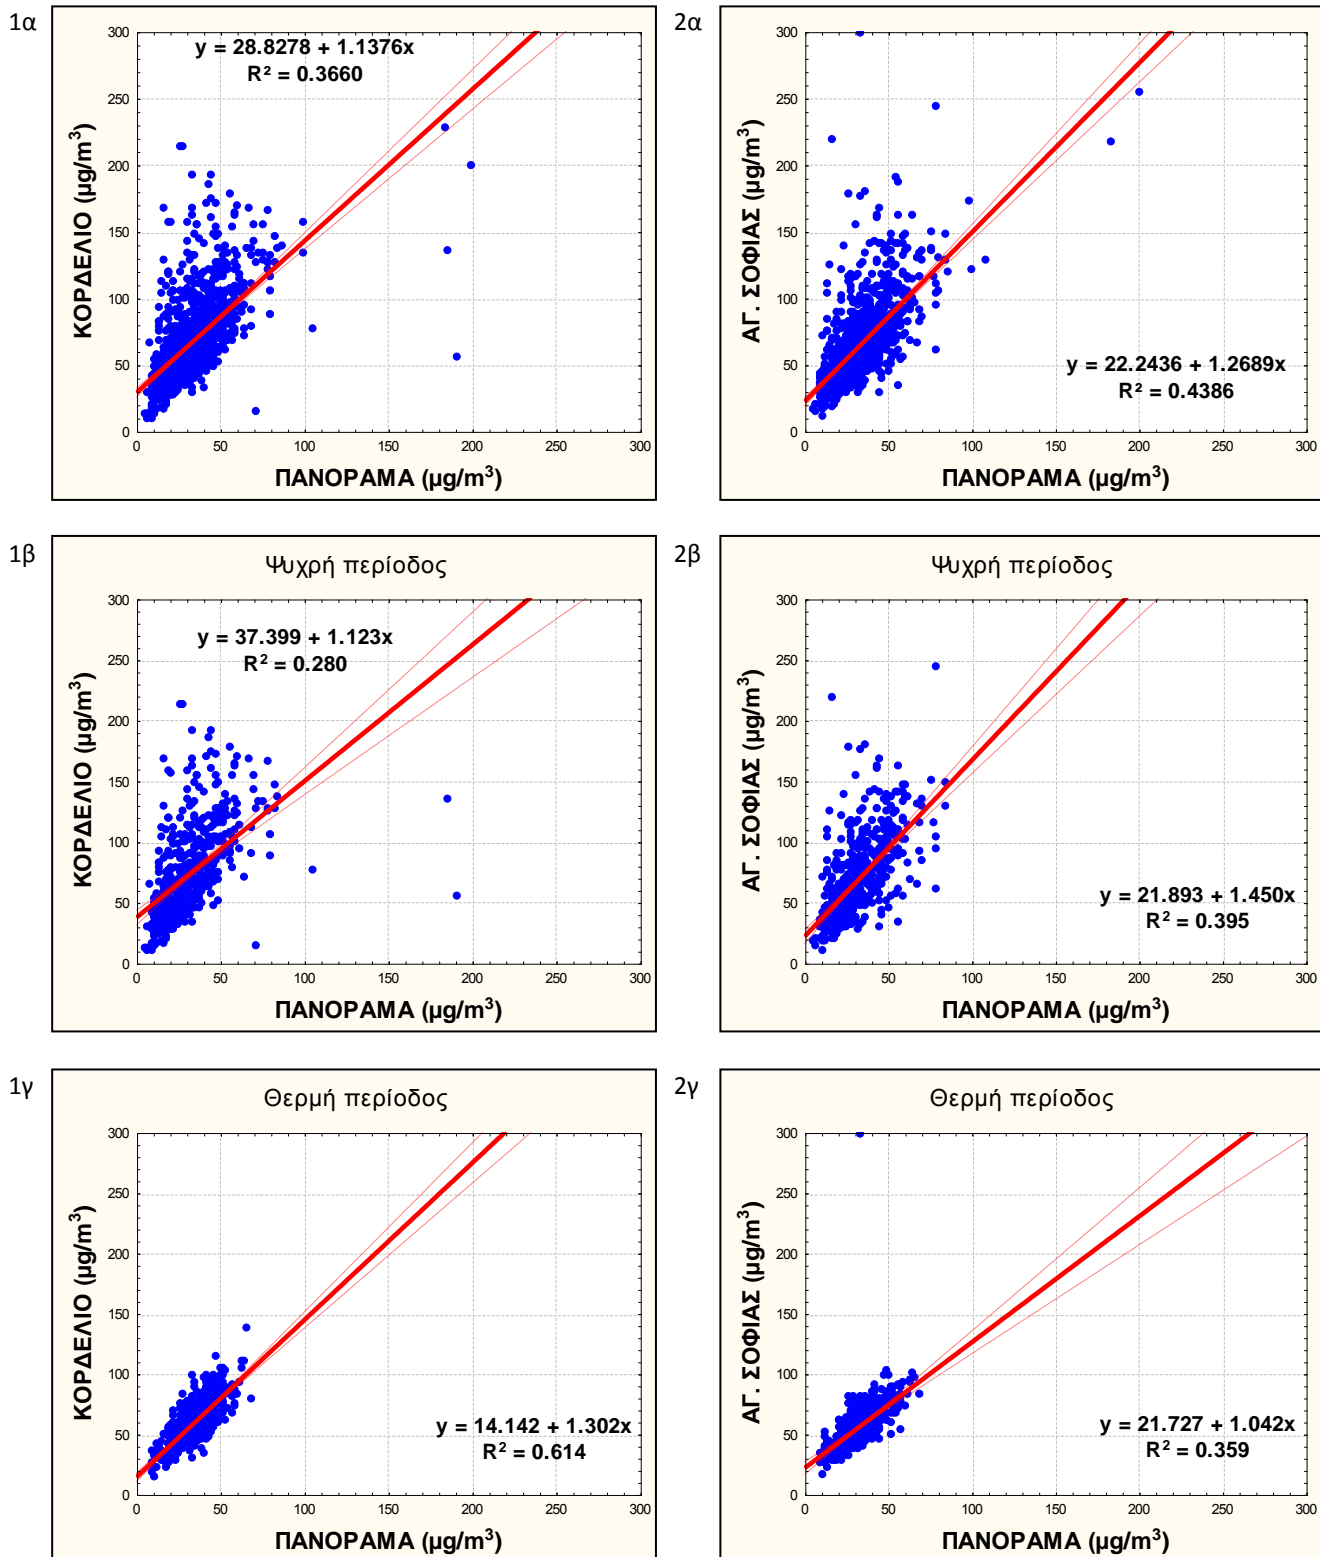 1α
y = 28.8278 + 1.1376x
R² = 0.3660
300
250
200
150
100
50
0
0 50 100 150 200 250 300
ΚΟΡΔΕΛΙΟ (µg/m³)
ΠΑΝΟΡΑΜΑ (µg/m³)
2α
300
250
200
150
100
50
0
0 50 100 150 200 250 300
ΑΓ. ΣΟΦΙΑΣ (µg/m³)
y = 22.2436 + 1.2689x
R² = 0.4386
ΠΑΝΟΡΑΜΑ (µg/m³)
1β
Ψυχρή περίοδος
y = 37.399 + 1.123x
R² = 0.280
300
250
200
150
100
50
0
0 50 100 150 200 250 300
ΚΟΡΔΕΛΙΟ (µg/m³)
ΠΑΝΟΡΑΜΑ (µg/m³)
2β
Ψυχρή περίοδος
300
250
200
150
100
50
0
0 50 100 150 200 250 300
ΑΓ. ΣΟΦΙΑΣ (µg/m³)
y = 21.893 + 1.450x
R² = 0.395
ΠΑΝΟΡΑΜΑ (µg/m³)
1γ
Θερμή περίοδος
300
250
200
150
100
50
0
0 50 100 150 200 250 300
ΚΟΡΔΕΛΙΟ (µg/m³)
y = 14.142 + 1.302x
R² = 0.614
ΠΑΝΟΡΑΜΑ (µg/m³)
2γ
Θερμή περίοδος
300
250
200
150
100
50
0
0 50 100 150 200 250 300
ΑΓ. ΣΟΦΙΑΣ (µg/m³)
y = 21.727 + 1.042x
R² = 0.359
ΠΑΝΟΡΑΜΑ (µg/m³)